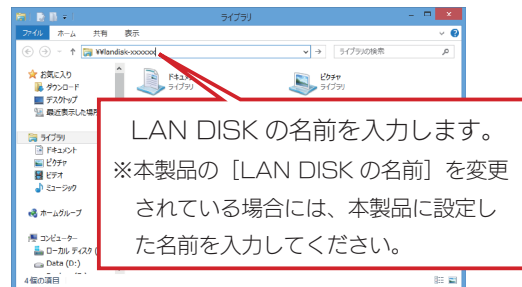 ライブラリ
ファイル ホーム 共有 表示
¥¥landisk-xxxxxx
ライブラリの検索
お気に入り
ダウンロード
デスクトップ
最近表示した場所
ライブラリ
ドキュメント
ピクチャ
ビデオ
ミュージック
ホームグループ
コンピューター
ローカル ディスク (
Data (D:)
ライブラリ
ピクチャ
ライブラリ
LAN DISK の名前を入力します。
※本製品の［LAN DISK の名前］を変更
されている場合には、本製品に設定し
た名前を入力してください。
4個の項目